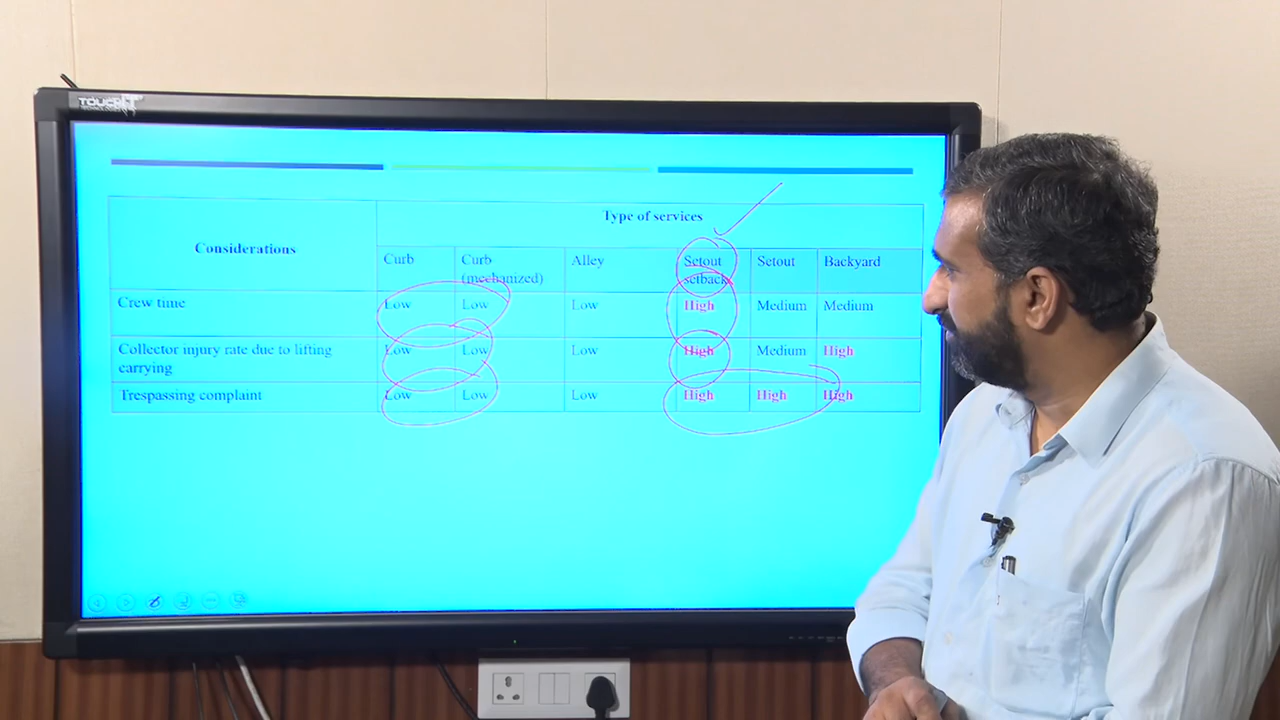 TOUCHIT
Type of services
Considerations
Curb Curb Alley Setout Setout Backyard
(mechanized) setback
Crew time Low Low Low High Medium Medium
Collector injury rate due to lifting Low Low Low High Medium High
carrying
Trespassing complaint Low Low Low High High High